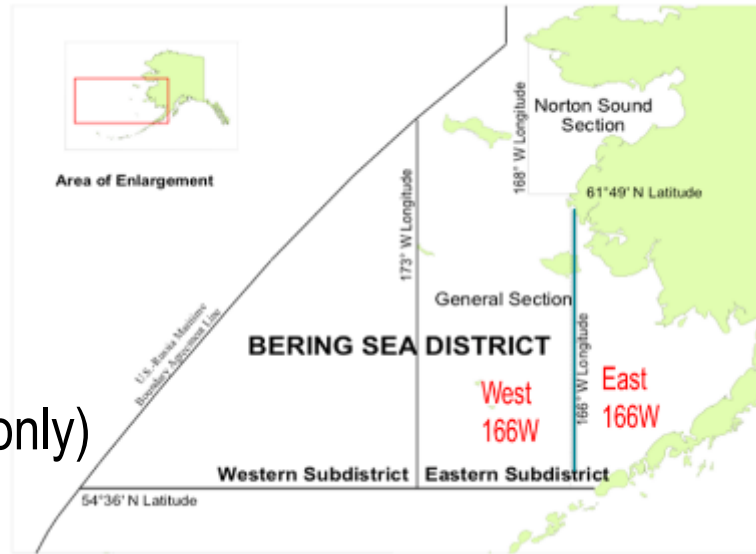 Area of Enlargement
Norton Sound
Section
168° W Longitude
61°49' N Latitude
173° W Longitude
General Section
U.S.-Russia Maritime
Boundary Agreement Line
BERING SEA DISTRICT
West
166W
166° W Longitude
East
166W
only)
Western Subdistrict
Eastern Subdistrict
54°36' N Latitude